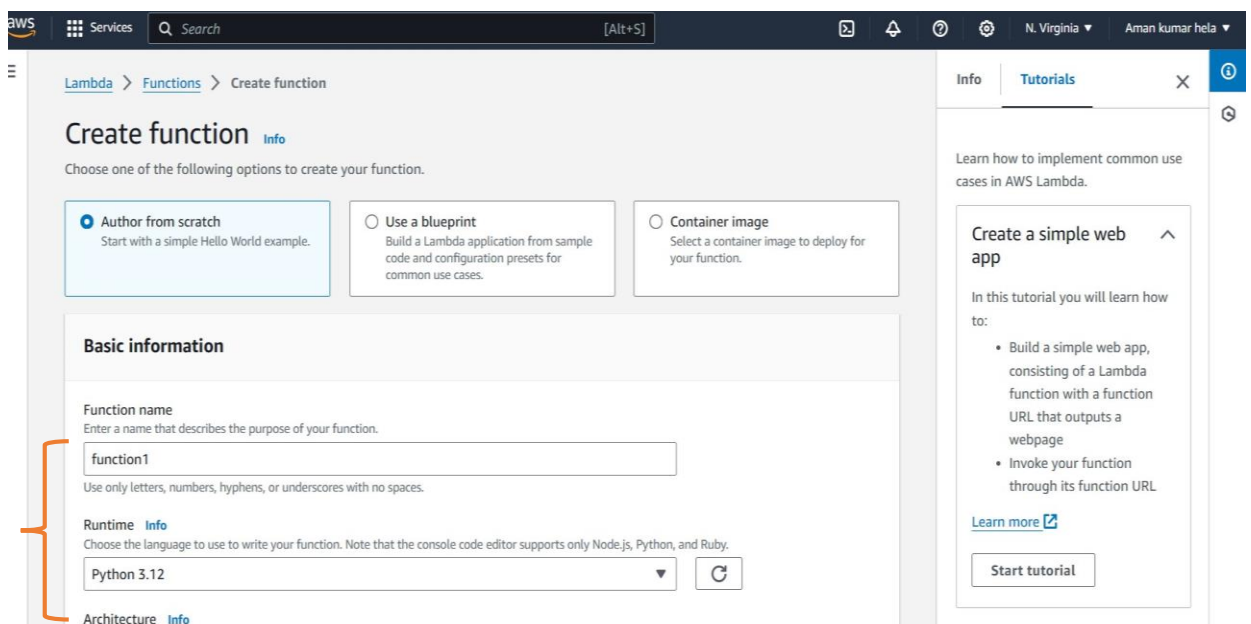 aws Services Search [Alt+S] N. Virginia Aman kumar hela
Lambda > Functions > Create function
Create function Info
Choose one of the following options to create your function.
Author from scratch
Start with a simple Hello World example.
Use a blueprint
Build a Lambda application from sample
code and configuration presets for
common use cases.
Container image
Select a container image to deploy for
your function.
Basic information
Function name
Enter a name that describes the purpose of your function.
function1
Use only letters, numbers, hyphens, or underscores with no spaces.
Runtime Info
Choose the language to use to write your function. Note that the console code editor supports only Node.js, Python, and Ruby.
Python 3.12
Architecture Info
Info Tutorials
Learn how to implement common use
cases in AWS Lambda.
Create a simple web
app
In this tutorial you will learn how
to:
• Build a simple web app,
consisting of a Lambda
function with a function
URL that outputs a
webpage
• Invoke your function
through its function URL
Learn more
Start tutorial